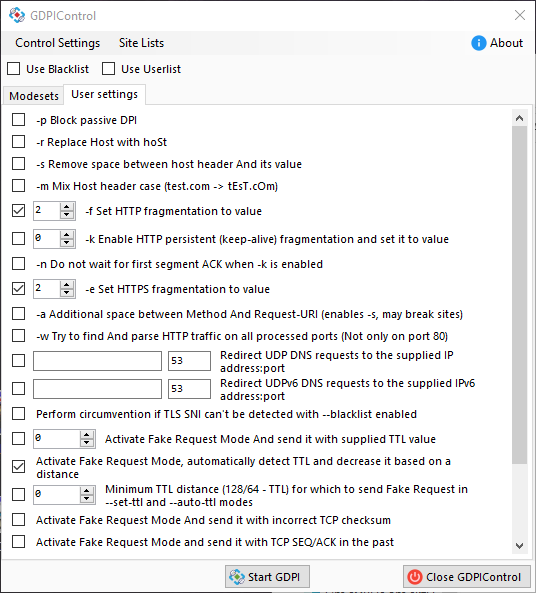 GDPIControl
Control Settings Site Lists About
Use Blacklist Use Userlist
Modesets User settings
-p Block passive DPI
-r Replace Host with hoSt
-s Remove space between host header And its value
-m Mix Host header case (test.com -> tEsT.cOm)
2 -f Set HTTP fragmentation to value
0 -k Enable HTTP persistent (keep-alive) fragmentation and set it to value
-n Do not wait for first segment ACK when -k is enabled
2 -e Set HTTPS fragmentation to value
-a Additional space between Method And Request-URI (enables -s, may break sites)
-w Try to find And parse HTTP traffic on all processed ports (Not only on port 80)
53 Redirect UDP DNS requests to the supplied IP
address:port
53 Redirect UDPv6 DNS requests to the supplied IPv6
address:port
Perform circumvention if TLS SNI can't be detected with --blacklist enabled
0 Activate Fake Request Mode And send it with supplied TTL value
Activate Fake Request Mode, automatically detect TTL and decrease it based on a
distance
0 Minimum TTL distance (128/64 - TTL) for which to send Fake Request in
--set-ttl and --auto-ttl modes
Activate Fake Request Mode And send it with incorrect TCP checksum
Activate Fake Request Mode and send it with TCP SEQ/ACK in the past
Start GDPI Close GDPIControl